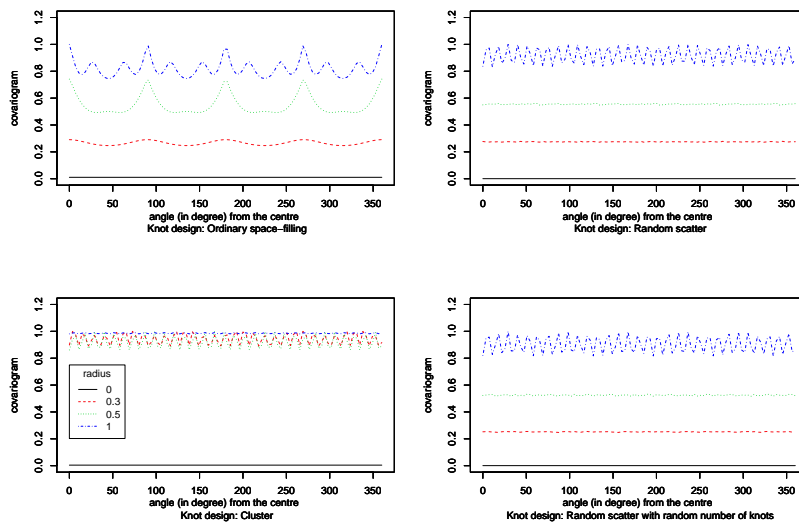 1.2
1.0
0.8
0.6
0.4
0.2
0.0
covariogram
0 50 100 150 200 250 300 350
angle (in degree) from the centre
Knot design: Ordinary space−filling
1.2
1.0
0.8
0.6
0.4
0.2
0.0
covariogram
0 50 100 150 200 250 300 350
angle (in degree) from the centre
Knot design: Random scatter
1.2
1.0
0.8
0.6
0.4
0.2
0.0
covariogram
radius
0
0.3
0.5
1
0 50 100 150 200 250 300 350
angle (in degree) from the centre
Knot design: Cluster
1.2
1.0
0.8
0.6
0.4
0.2
0.0
covariogram
0 50 100 150 200 250 300 350
angle (in degree) from the centre
Knot design: Random scatter with random number of knots